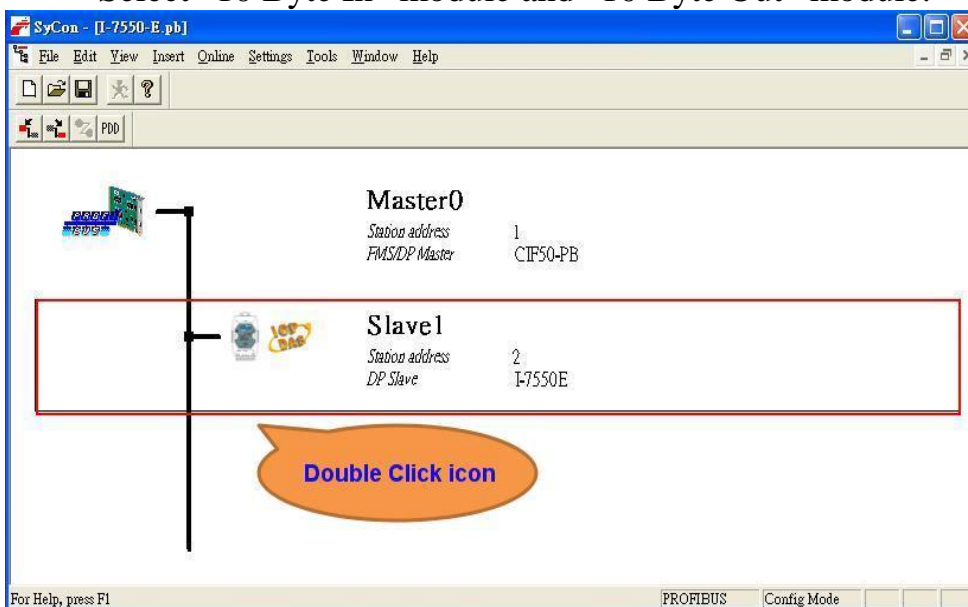 Select "16 Byte In" module and "16 Byte Out" module.
SyCon - [I-7550-E.pb]
File Edit View Insert Online Settings Tools Window Help
PDD
Master0
Station address 1
FMS/DP Master CIF50-PB
Slave1
Station address 2
DP Slave I-7550E
Double Click icon
For Help, press F1 PROFIBUS Config Mode